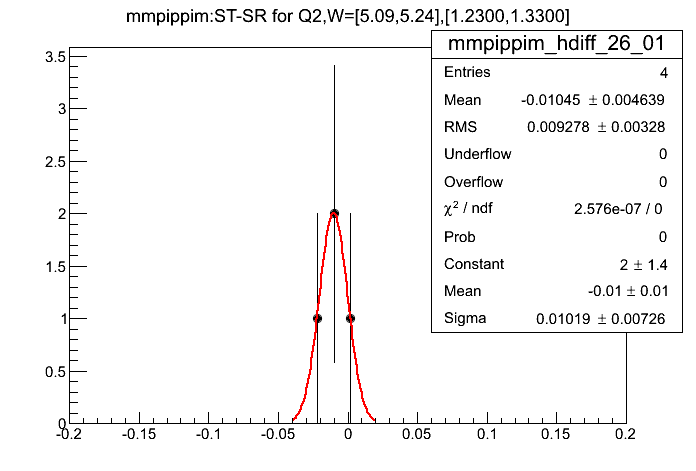 mmpippim:ST-SR for Q2,W=[5.09,5.24],[1.2300,1.3300]
mmpippim_hdiff_26_01
Entries 4
Mean -0.01045 ± 0.004639
RMS 0.009278 ± 0.00328
Underflow 0
Overflow 0
χ² / ndf 2.576e-07 / 0
Prob 0
Constant 2 ± 1.4
Mean -0.01 ± 0.01
Sigma 0.01019 ± 0.00726
3.5
3
2.5
2
1.5
1
0.5
0
-0.2 -0.15 -0.1 -0.05 0 0.05 0.1 0.15 0.2